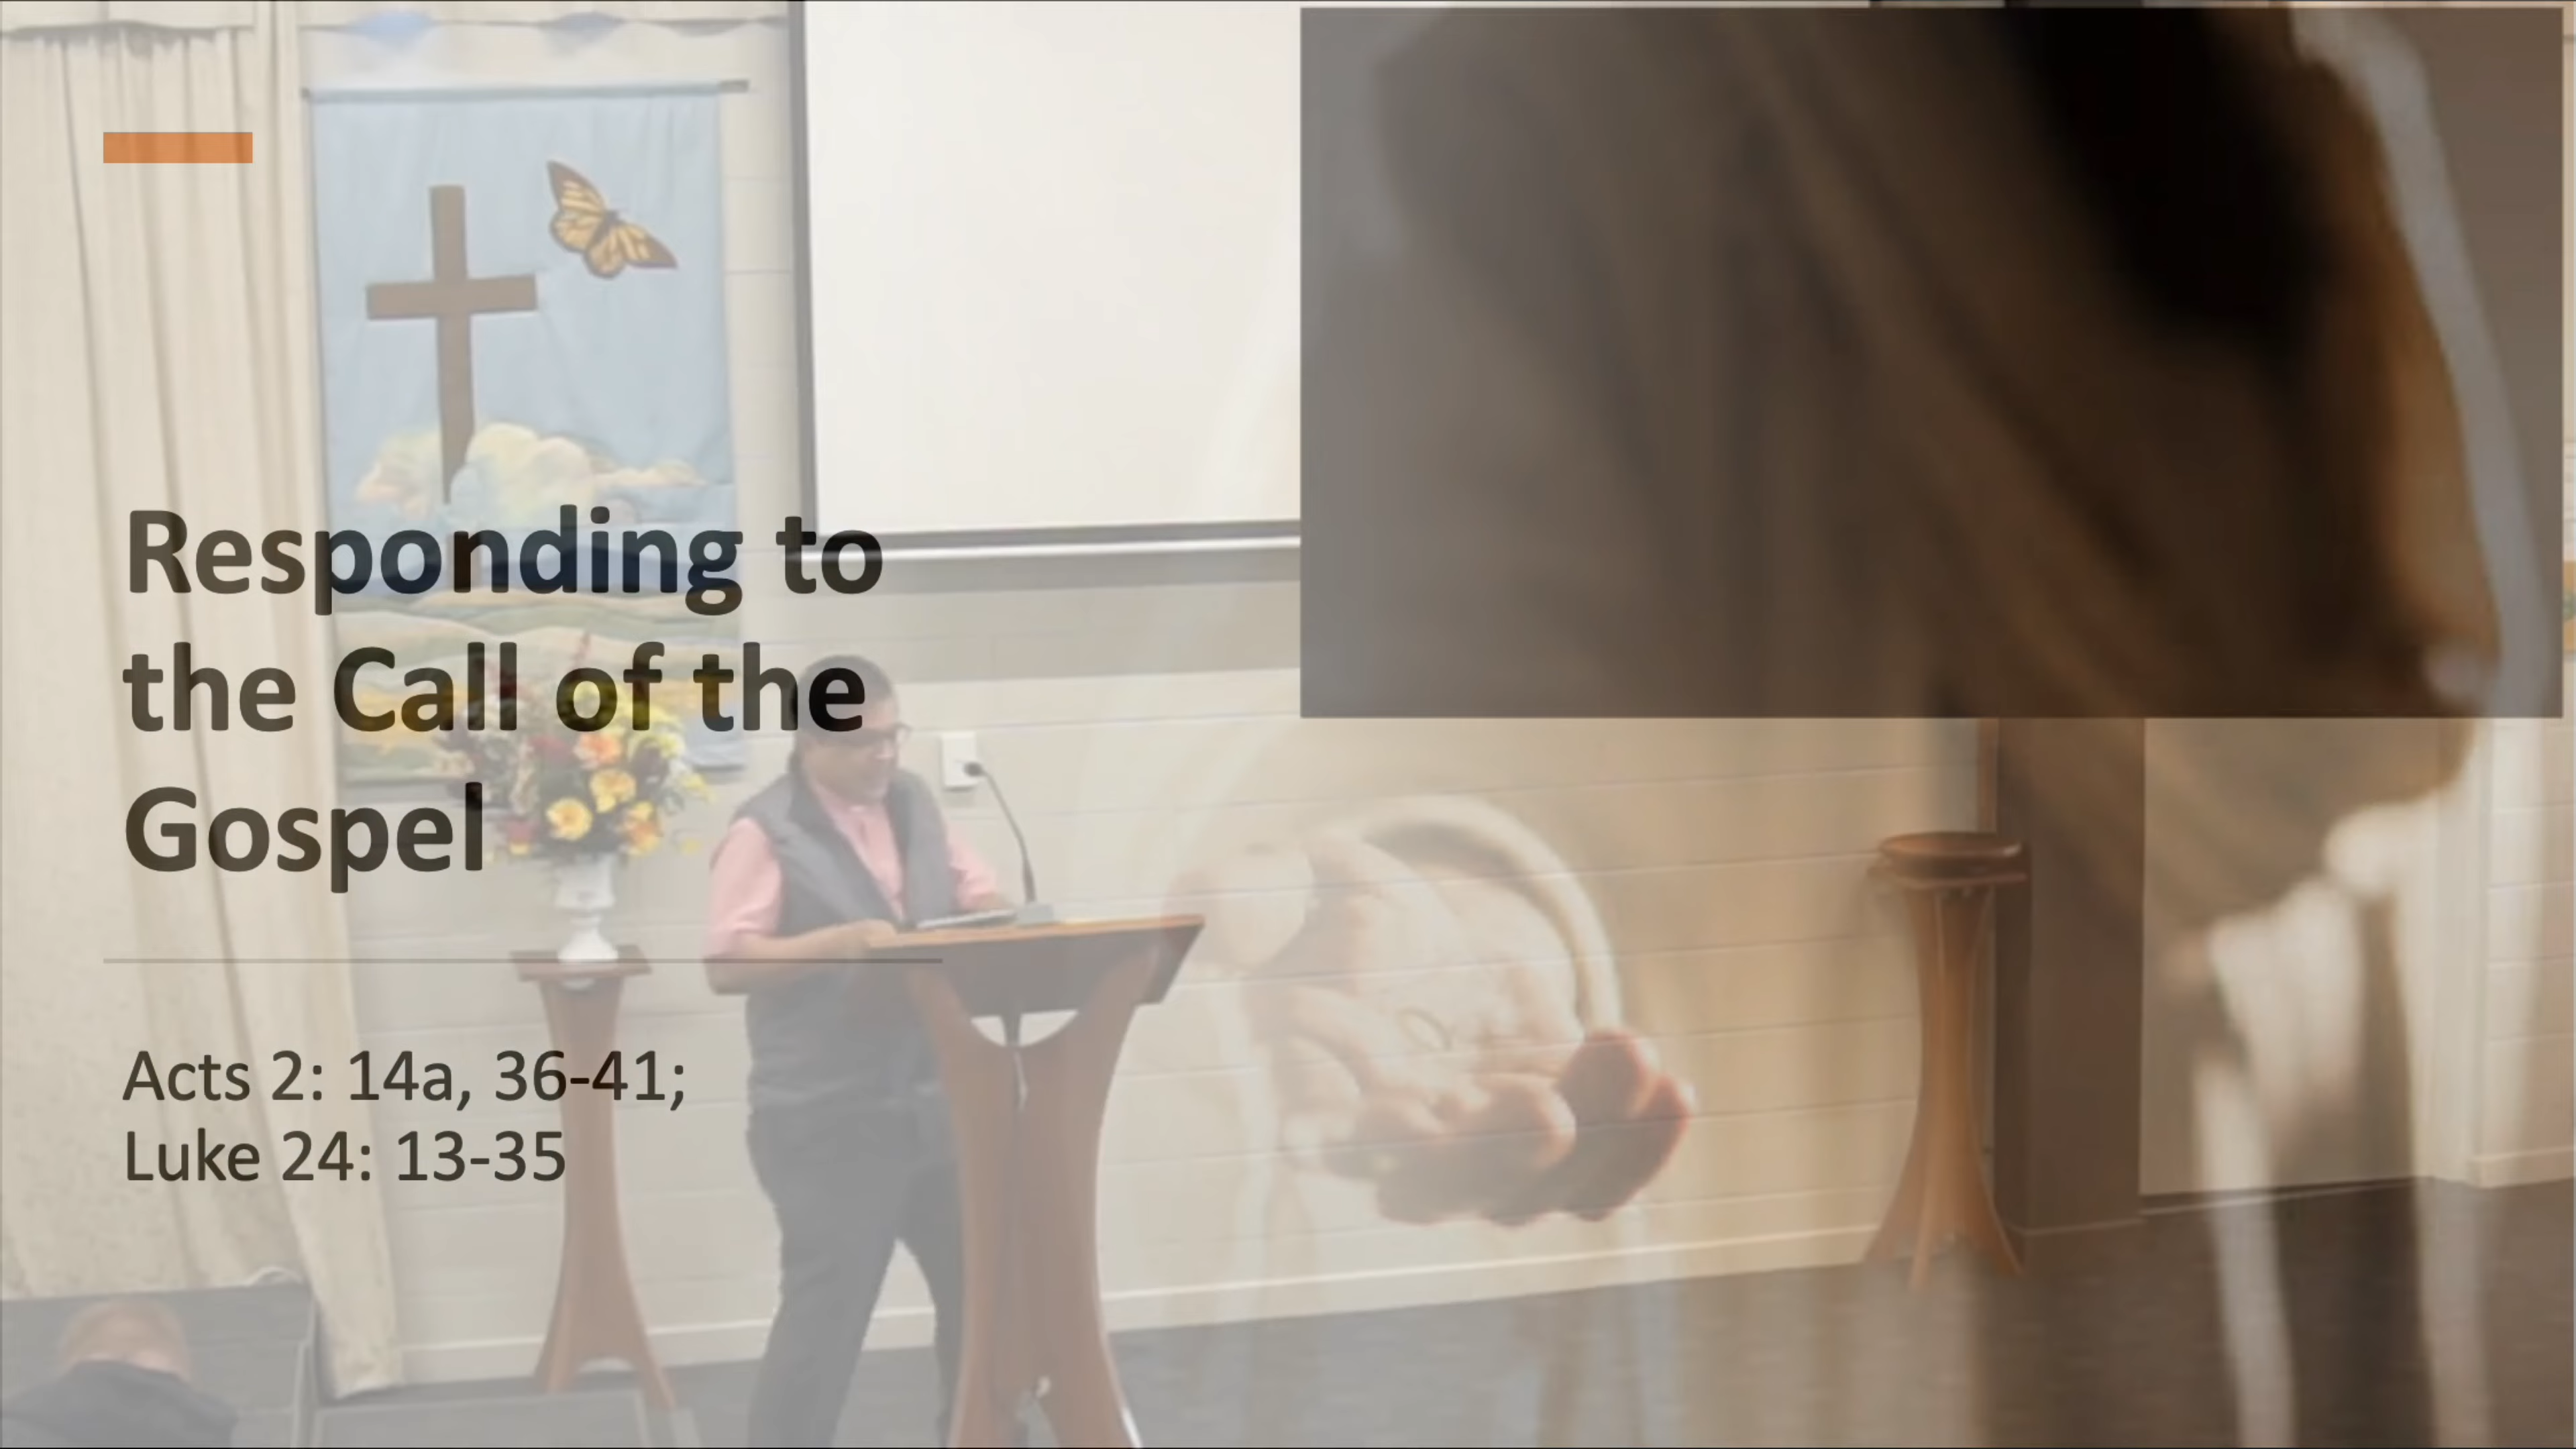 Responding to
the Call of the
Gospel
Acts 2: 14a, 36-41;
Luke 24: 13-35